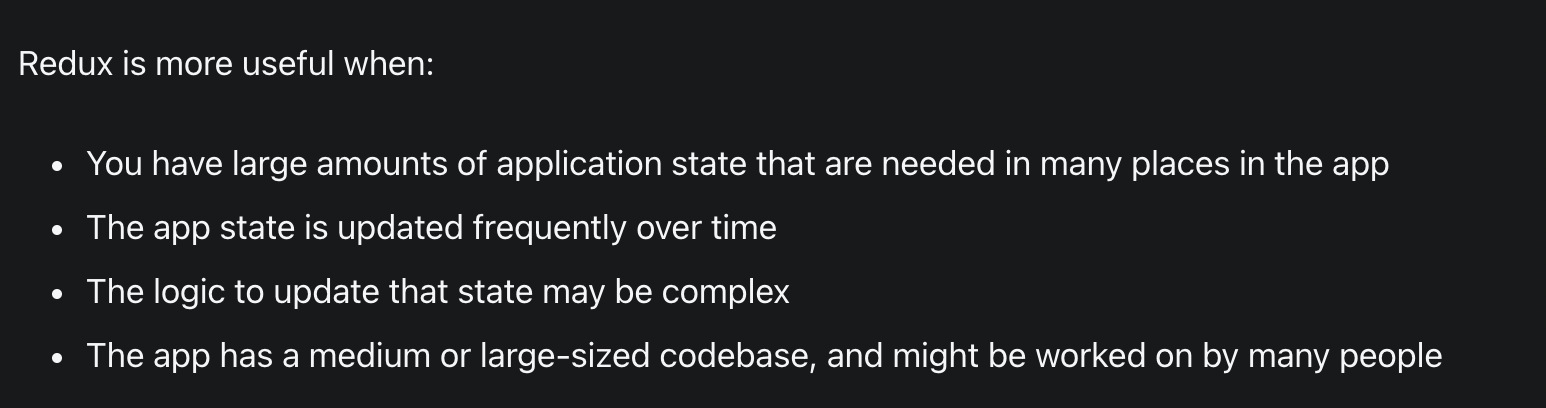 Redux is more useful when:
• You have large amounts of application state that are needed in many places in the app
• The app state is updated frequently over time
• The logic to update that state may be complex
• The app has a medium or large-sized codebase, and might be worked on by many people